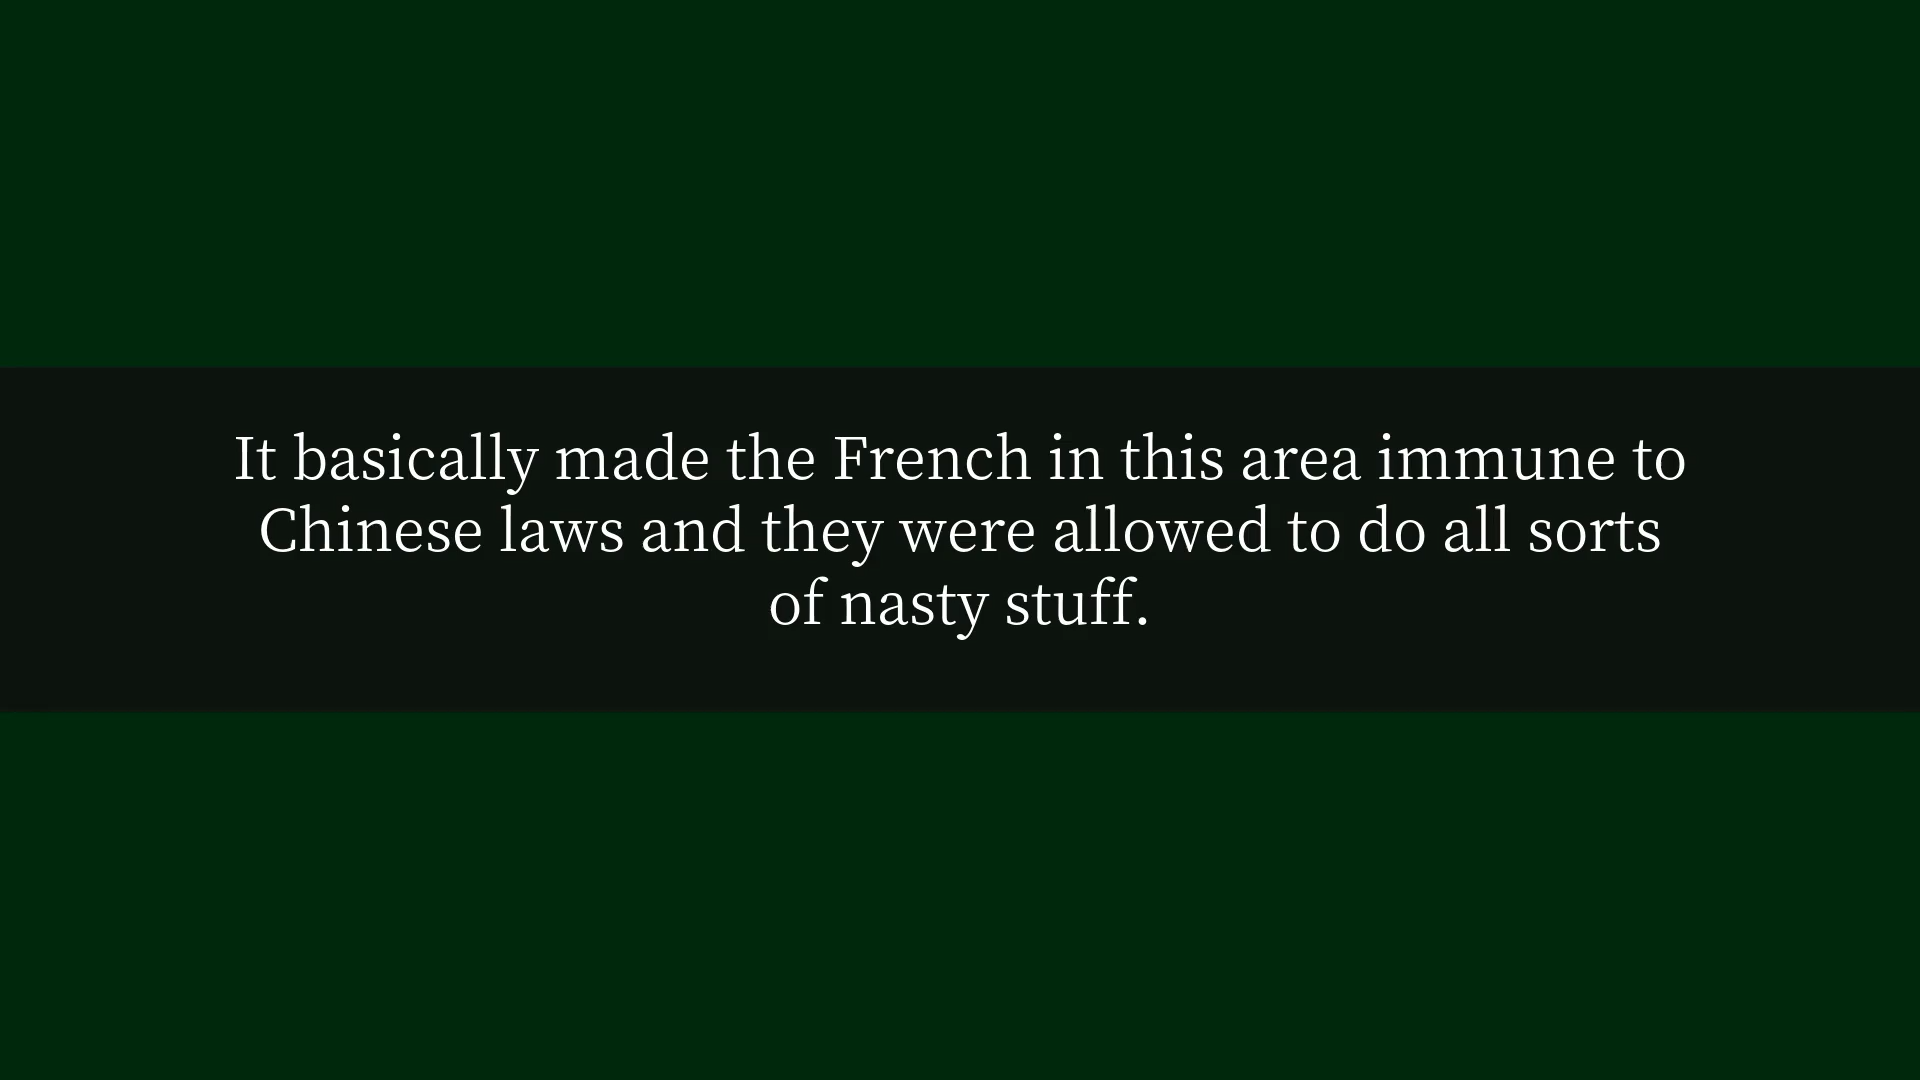 It basically made the French in this area immune to
Chinese laws and they were allowed to do all sorts
of nasty stuff.